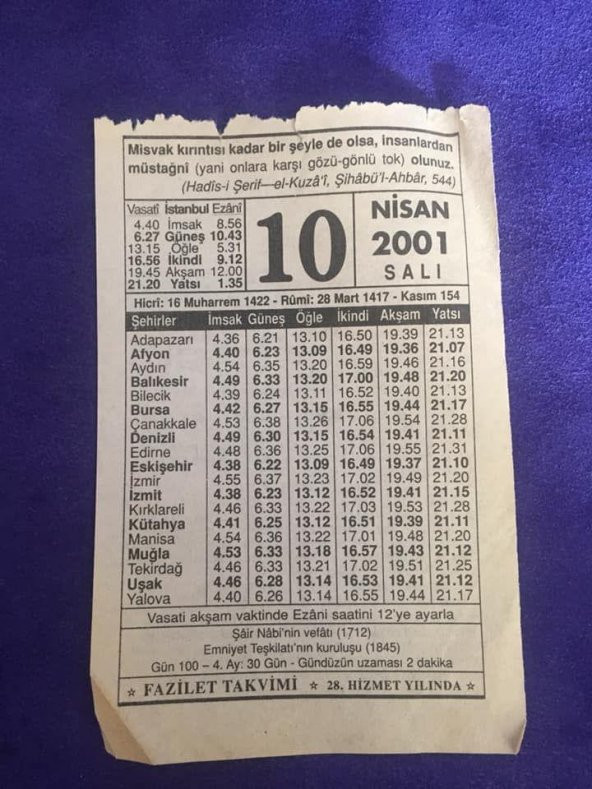 Misvak kırıntısı kadar bir şeyle de olsa, insanlardan
müstağnî (yani onlara karşı gözü-gönlü tok) olunuz.
(Hadîs-i Şerif—el-Kuzâ'î, Şihâbü'l-Ahbâr, 544)
Vasatî İstanbul Ezânî
4.40 İmsak 8.56
6.27 Güneş 10.43
13.15 Öğle 5.31
16.56 İkindi 9.12
19.45 Akşam 12.00
21.20 Yatsı 1.35
10
NİSAN
2001
SALI
Hicrî: 16 Muharrem 1422 - Rûmî: 28 Mart 1417 - Kasım 154
Şehirler İmsak Güneş Öğle İkindi Akşam Yatsı
Adapazarı 4.36 6.21 13.10 16.50 19.39 21.13
Afyon 4.40 6.23 13.09 16.49 19.36 21.07
Aydın 4.54 6.35 13.20 16.59 19.46 21.16
Balıkesir 4.49 6.33 13.20 17.00 19.48 21.20
Bilecik 4.39 6.24 13.11 16.52 19.40 21.13
Bursa 4.42 6.27 13.15 16.55 19.44 21.17
Çanakkale 4.53 6.38 13.26 17.06 19.54 21.28
Denizli 4.49 6.30 13.15 16.54 19.41 21.11
Edirne 4.48 6.36 13.25 17.06 19.55 21.31
Eskişehir 4.38 6.22 13.09 16.49 19.37 21.10
İzmir 4.55 6.37 13.23 17.02 19.49 21.20
İzmit 4.38 6.23 13.12 16.52 19.41 21.15
Kırklareli 4.46 6.33 13.22 17.03 19.53 21.28
Kütahya 4.41 6.25 13.12 16.51 19.39 21.11
Manisa 4.54 6.36 13.22 17.01 19.48 21.20
Muğla 4.53 6.33 13.18 16.57 19.43 21.12
Tekirdağ 4.46 6.33 13.21 17.02 19.51 21.25
Uşak 4.46 6.28 13.14 16.53 19.41 21.12
Yalova 4.40 6.26 13.14 16.55 19.44 21.17
Vasati akşam vaktinde Ezâni saatini 12'ye ayarla
Şâir Nâbi'nin vefâtı (1712)
Emniyet Teşkilatı'nın kuruluşu (1845)
Gün 100 – 4. Ay: 30 Gün - Gündüzün uzaması 2 dakika
☆ FAZİLET TAKVİMİ ☆ 28. HİZMET YILINDA ☆